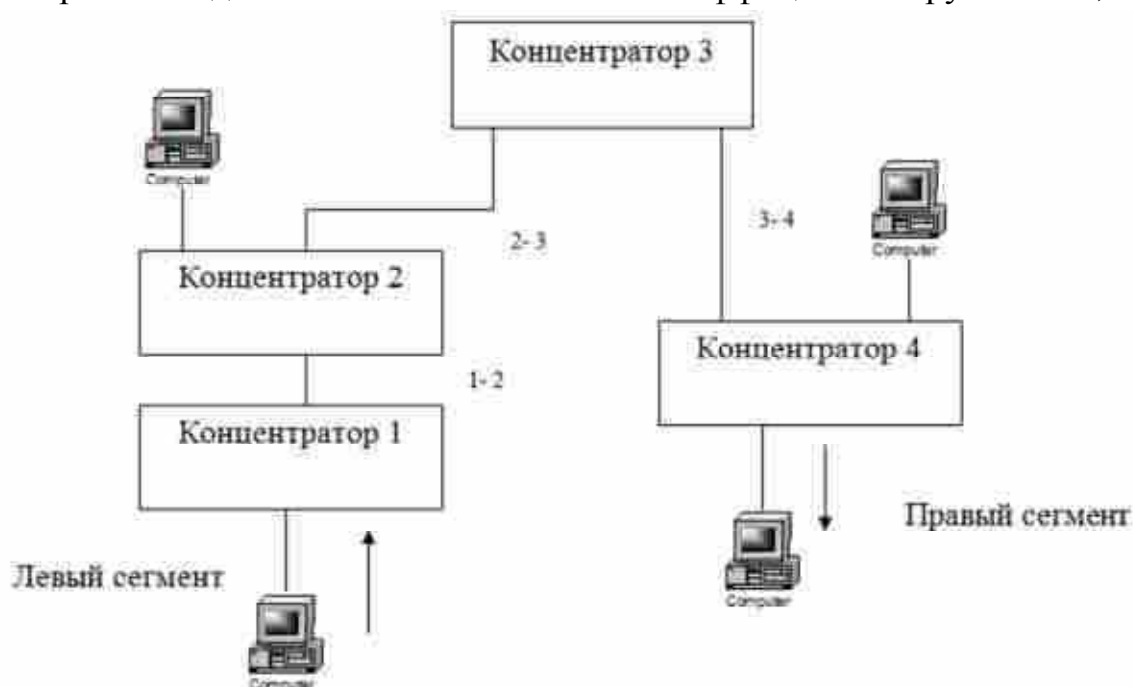 Концентратор 3
Computer
2- 3
3- 4
Computer
Концентратор 2
Концентратор 4
1- 2
Концентратор 1
Правый сегмент
Левый сегмент
Computer
Computer